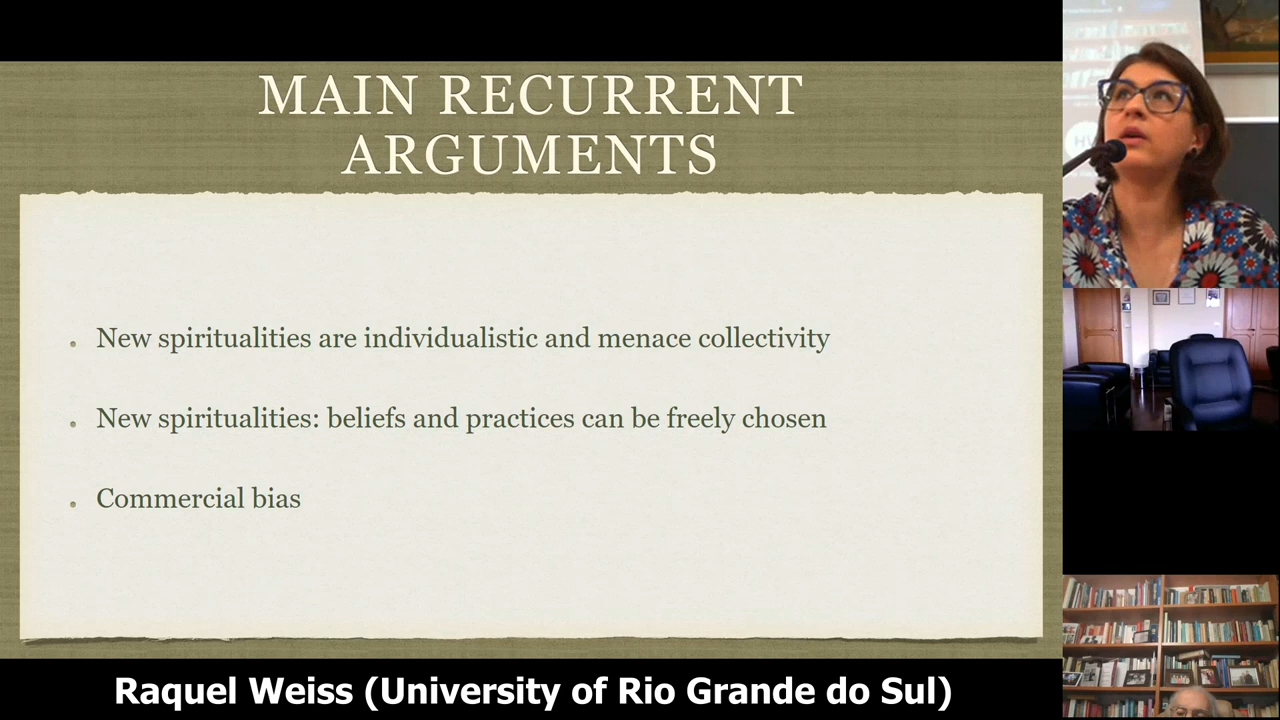 MAIN RECURRENT
ARGUMENTS
New spiritualities are individualistic and menace collectivity
New spiritualities: beliefs and practices can be freely chosen
Commercial bias
Raquel Weiss (University of Rio Grande do Sul)